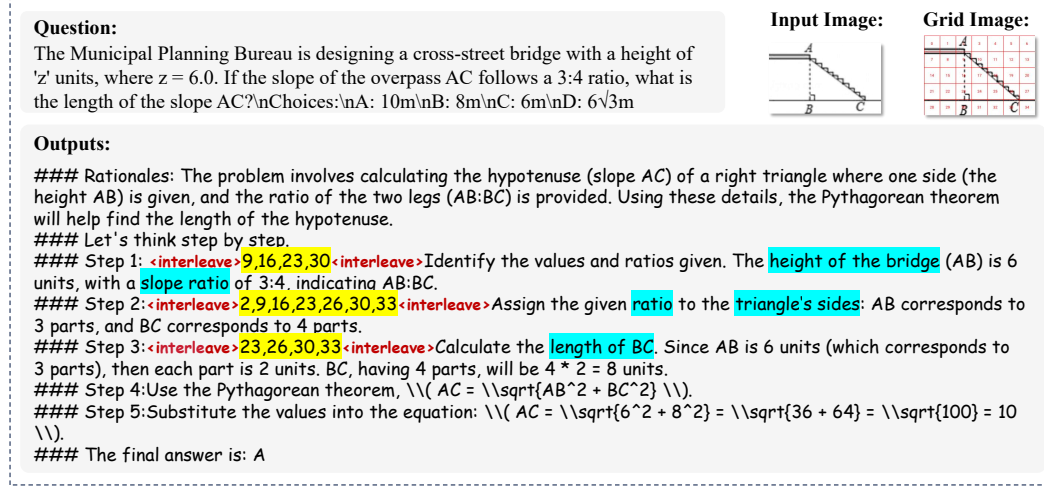 Question:
The Municipal Planning Bureau is designing a cross-street bridge with a height of
'z' units, where z = 6.0. If the slope of the overpass AC follows a 3:4 ratio, what is
the length of the slope AC?\nChoices:\nA: 10m\nB: 8m\nC: 6m\nD: 6√3m
Input Image:
A
B
C
Grid Image:
A
B
C
Outputs:
### Rationales: The problem involves calculating the hypotenuse (slope AC) of a right triangle where one side (the
height AB) is given, and the ratio of the two legs (AB:BC) is provided. Using these details, the Pythagorean theorem
will help find the length of the hypotenuse.
### Let's think step by step.
### Step 1: <interleave>9,16,23,30<interleave>Identify the values and ratios given. The height of the bridge (AB) is 6
units, with a slope ratio of 3:4, indicating AB:BC.
### Step 2:<interleave>2,9,16,23,26,30,33<interleave>Assign the given ratio to the triangle's sides: AB corresponds to
3 parts, and BC corresponds to 4 parts.
### Step 3:<interleave>23,26,30,33<interleave>Calculate the length of BC. Since AB is 6 units (which corresponds to
3 parts), then each part is 2 units. BC, having 4 parts, will be 4 * 2 = 8 units.
### Step 4:Use the Pythagorean theorem, \\( AC = \\sqrt{AB^2 + BC^2} \\).
### Step 5:Substitute the values into the equation: \\( AC = \\sqrt{6^2 + 8^2} = \\sqrt{36 + 64} = \\sqrt{100} = 10
\\).
### The final answer is: A